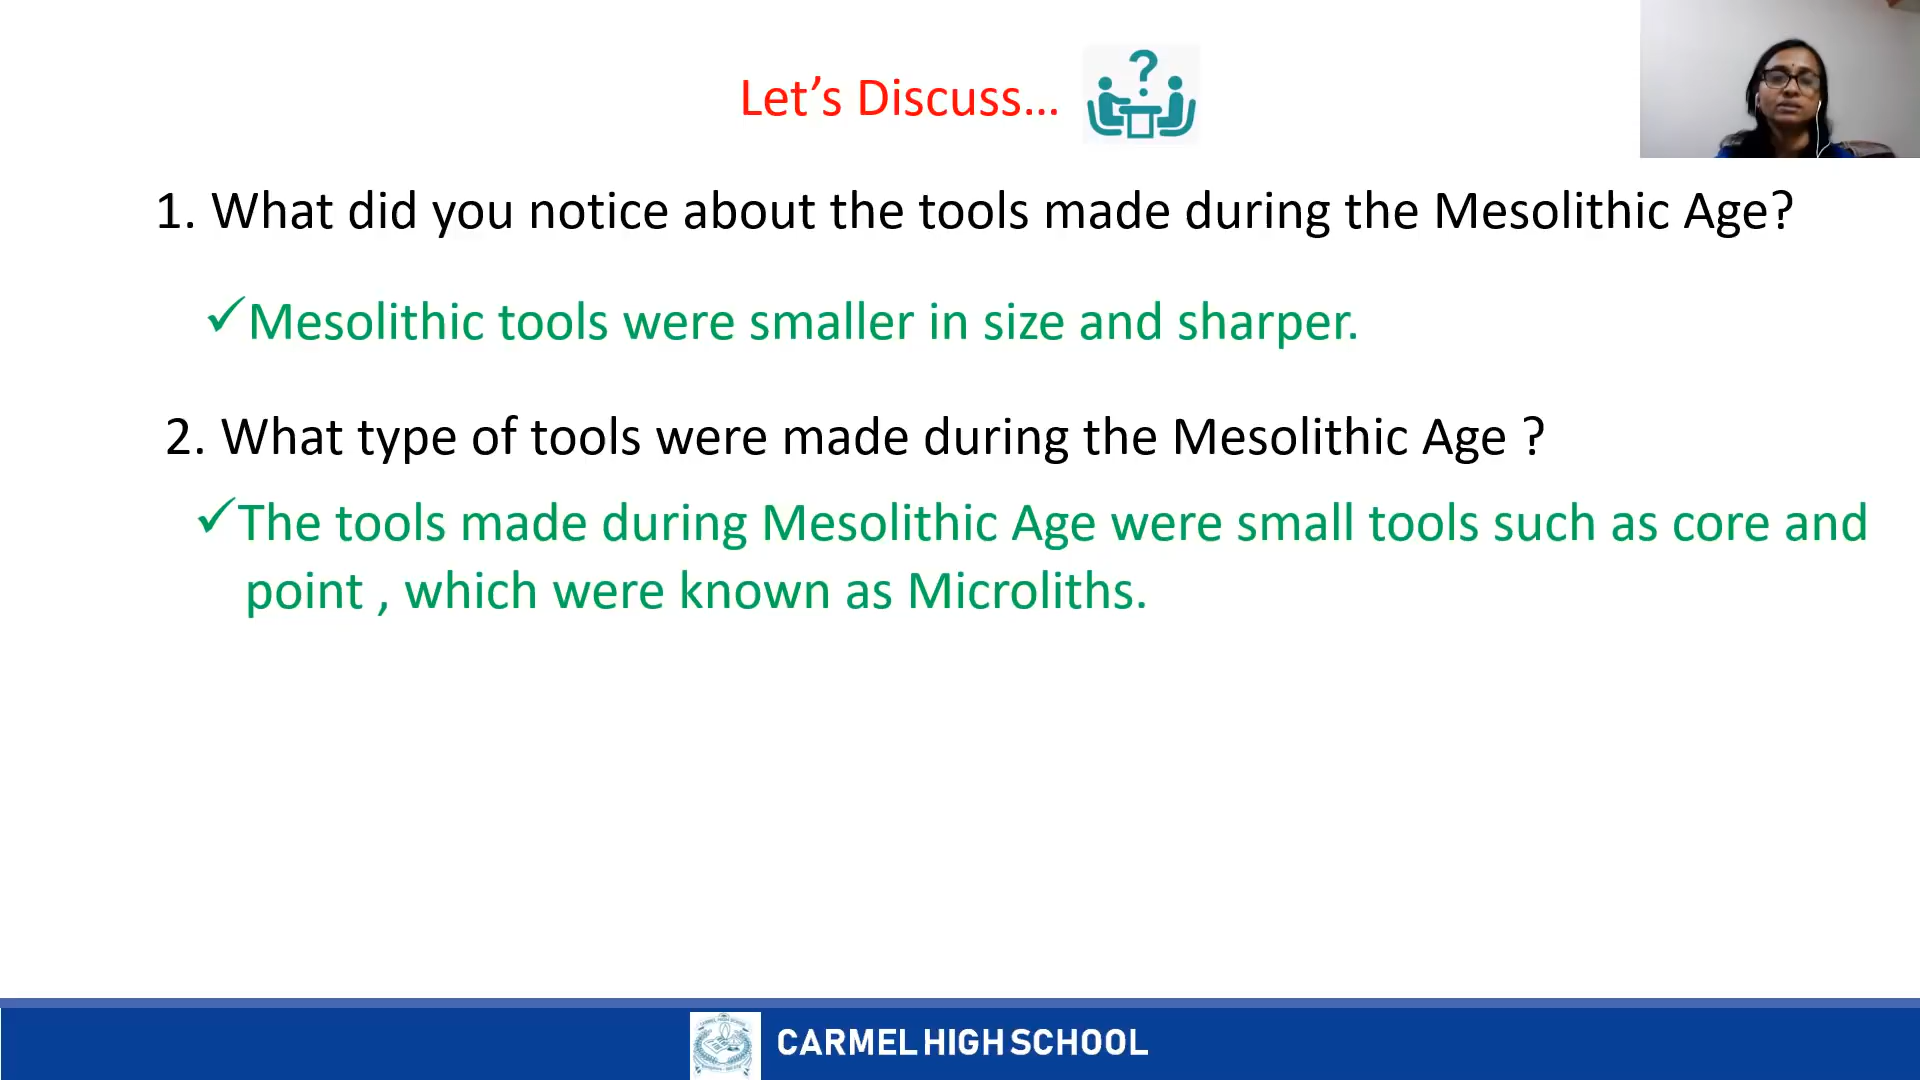 Let’s Discuss...
1. What did you notice about the tools made during the Mesolithic Age?
✓Mesolithic tools were smaller in size and sharper.
2. What type of tools were made during the Mesolithic Age ?
✓The tools made during Mesolithic Age were small tools such as core and
point , which were known as Microliths.
CARMEL HIGH SCHOOL